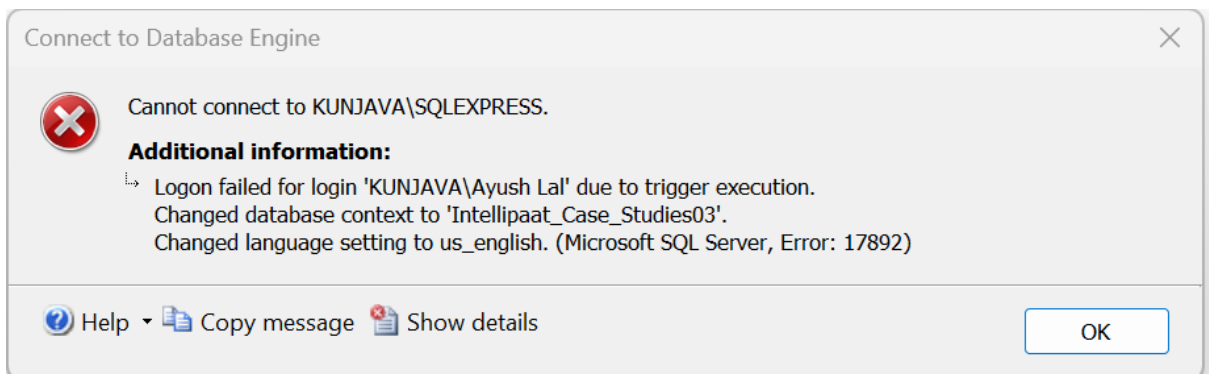 Connect to Database Engine
Cannot connect to KUNJAVA\SQLEXPRESS.
Additional information:
Logon failed for login 'KUNJAVA\Ayush Lal' due to trigger execution.
Changed database context to 'Intellipaat_Case_Studies03'.
Changed language setting to us_english. (Microsoft SQL Server, Error: 17892)
Help Copy message Show details
OK